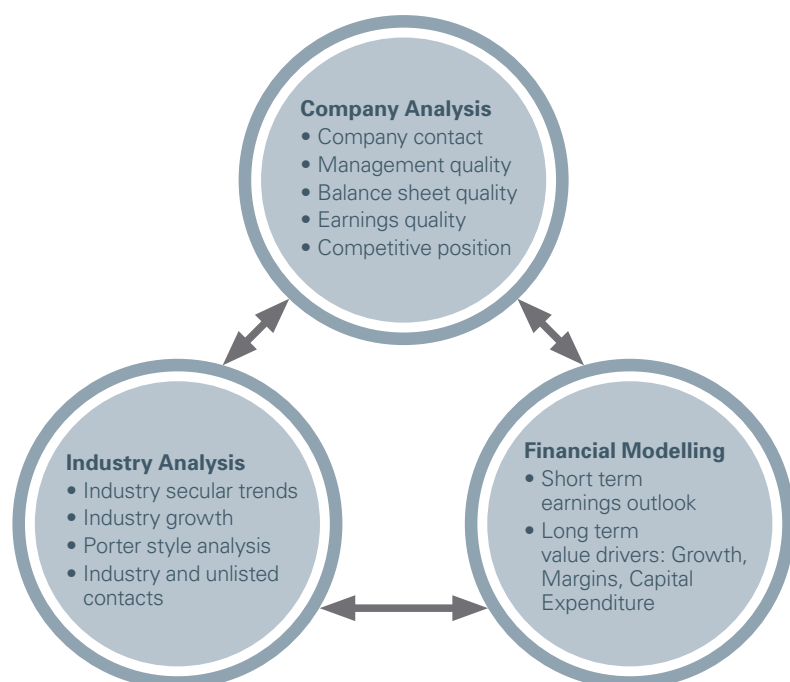 Company Analysis
• Company contact
• Management quality
• Balance sheet quality
• Earnings quality
• Competitive position
Industry Analysis
• Industry secular trends
• Industry growth
• Porter style analysis
• Industry and unlisted
contacts
Financial Modelling
• Short term
earnings outlook
• Long term
value drivers: Growth,
Margins, Capital
Expenditure